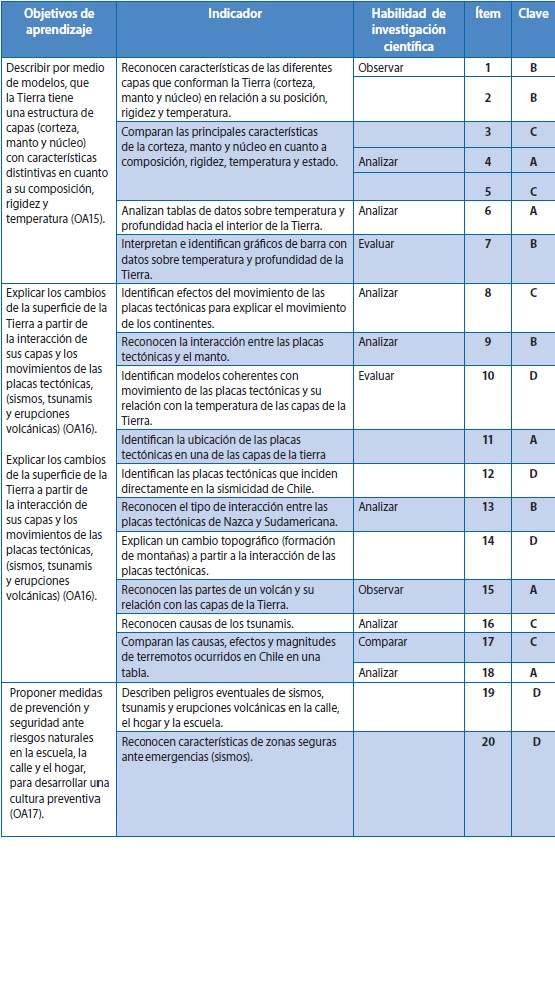 Objetivos de aprendizaje
Indicador
Habilidad de investigación científica
Ítem
Clave
Describir por medio
de modelos, que
la Tierra tiene
una estructura de
capas (corteza,
manto y núcleo)
con características
distintivas en cuanto
a su composición,
rigidez y
temperatura (OA15).
Reconocen características de las diferentes
capas que conforman la Tierra (corteza,
manto y núcleo) en relación a su posición,
rigidez y temperatura.
Observar
1
B
2
B
Comparan las principales características
de la corteza, manto y núcleo en cuanto a
composición, rigidez, temperatura y estado.
3
C
Analizar
4
A
5
C
Analizan tablas de datos sobre temperatura y
profundidad hacia el interior de la Tierra.
Analizar
6
A
Interpretan e identifican gráficos de barra con
datos sobre temperatura y profundidad de la
Tierra.
Evaluar
7
B
Explicar los cambios
de la superficie de la
Tierra a partir de
la interacción de
sus capas y los
movimientos de las
placas tectónicas,
(sismos, tsunamis
y erupciones
volcánicas) (OA16).
Explicar los cambios
de la superficie de la
Tierra a partir de
la interacción de
sus capas y los
movimientos de las
placas tectónicas,
(sismos, tsunamis
y erupciones
volcánicas) (OA16).
Identifican efectos del movimiento de las
placas tectónicas para explicar el movimiento
de los continentes.
Analizar
8
C
Reconocen la interacción entre las placas
tectónicas y el manto.
Analizar
9
B
Identifican modelos coherentes con
movimiento de las placas tectónicas y su
relación con la temperatura de las capas de la
Tierra.
Evaluar
10
D
Identifican la ubicación de las placas
tectónicas en una de las capas de la tierra
11
A
Identifican las placas tectónicas que inciden
directamente en la sismicidad de Chile.
12
D
Reconocen el tipo de interacción entre las
placas tectónicas de Nazca y Sudamericana.
Analizar
13
B
Explican un cambio topográfico (formación
de montañas) a partir a la interacción de las
placas tectónicas.
14
D
Reconocen las partes de un volcán y su
relación con las capas de la Tierra.
Observar
15
A
Reconocen causas de los tsunamis.
Analizar
16
C
Comparan las causas, efectos y magnitudes
de terremotos ocurridos en Chile en una
tabla.
Comparar
17
C
Analizar
18
A
Proponer medidas
de prevención y
seguridad ante
riesgos naturales
en la escuela, la
calle y el hogar,
para desarrollar una
cultura preventiva
(OA17).
Describen peligros eventuales de sismos,
tsunamis y erupciones volcánicas en la calle,
el hogar y la escuela.
19
D
Reconocen características de zonas seguras
ante emergencias (sismos).
20
D